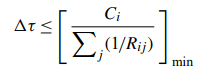 Δτ ≤ [ C_i / ∑_j (1/R_ij) ]_min